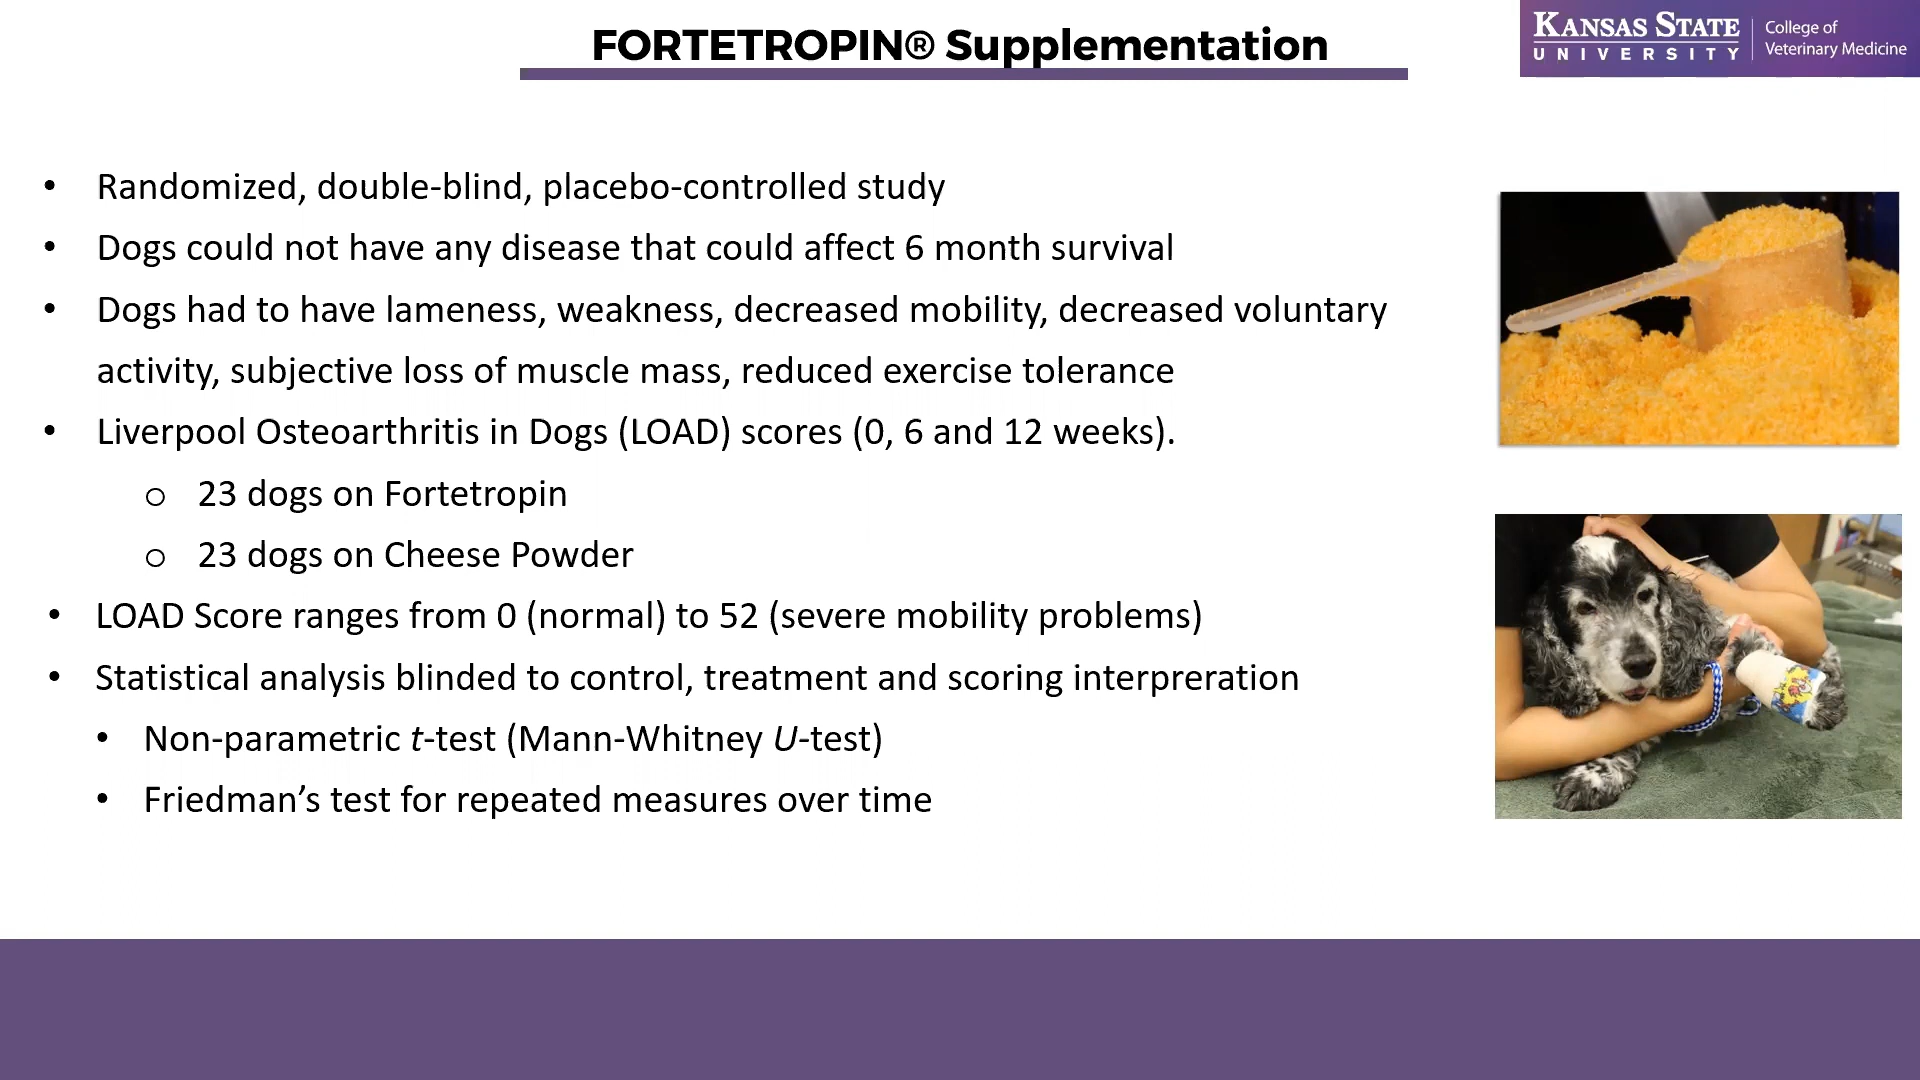 FORTETROPIN® Supplementation
KANSAS STATE
UNIVERSITY
College of
Veterinary Medicine
• Randomized, double-blind, placebo-controlled study
• Dogs could not have any disease that could affect 6 month survival
• Dogs had to have lameness, weakness, decreased mobility, decreased voluntary
activity, subjective loss of muscle mass, reduced exercise tolerance
• Liverpool Osteoarthritis in Dogs (LOAD) scores (0, 6 and 12 weeks).
o 23 dogs on Fortetropin
o 23 dogs on Cheese Powder
• LOAD Score ranges from 0 (normal) to 52 (severe mobility problems)
• Statistical analysis blinded to control, treatment and scoring interpreration
• Non-parametric t-test (Mann-Whitney U-test)
• Friedman’s test for repeated measures over time